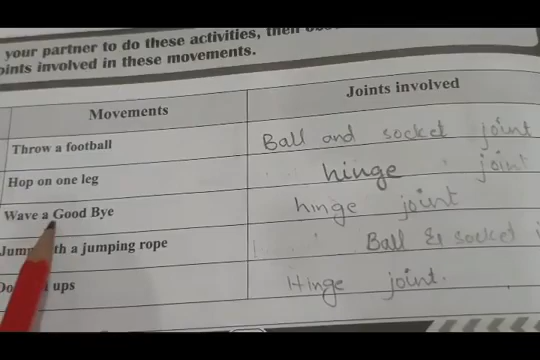 your partner to do these activities, then
oints involved in these movements.
Movements Joints involved
Throw a football Ball and socket joint
Hop on one leg hinge joint
Wave a Good Bye hinge joint
Jump a jumping rope Ball & socket
ups Hinge joint.